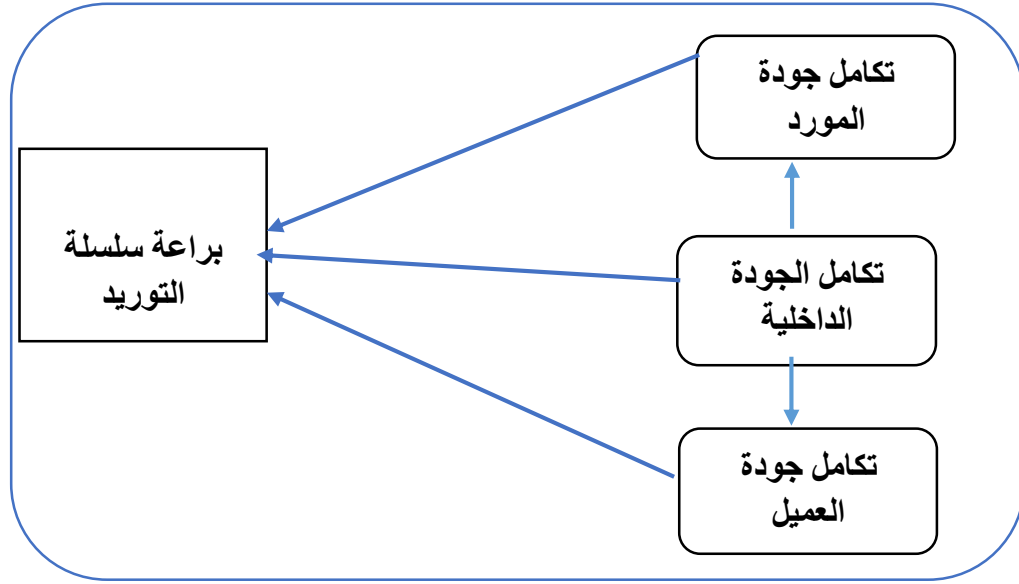 تكامل جودة
المورد
تكامل الجودة
الداخلية
تكامل جودة
العميل
براعة سلسلة
التوريد